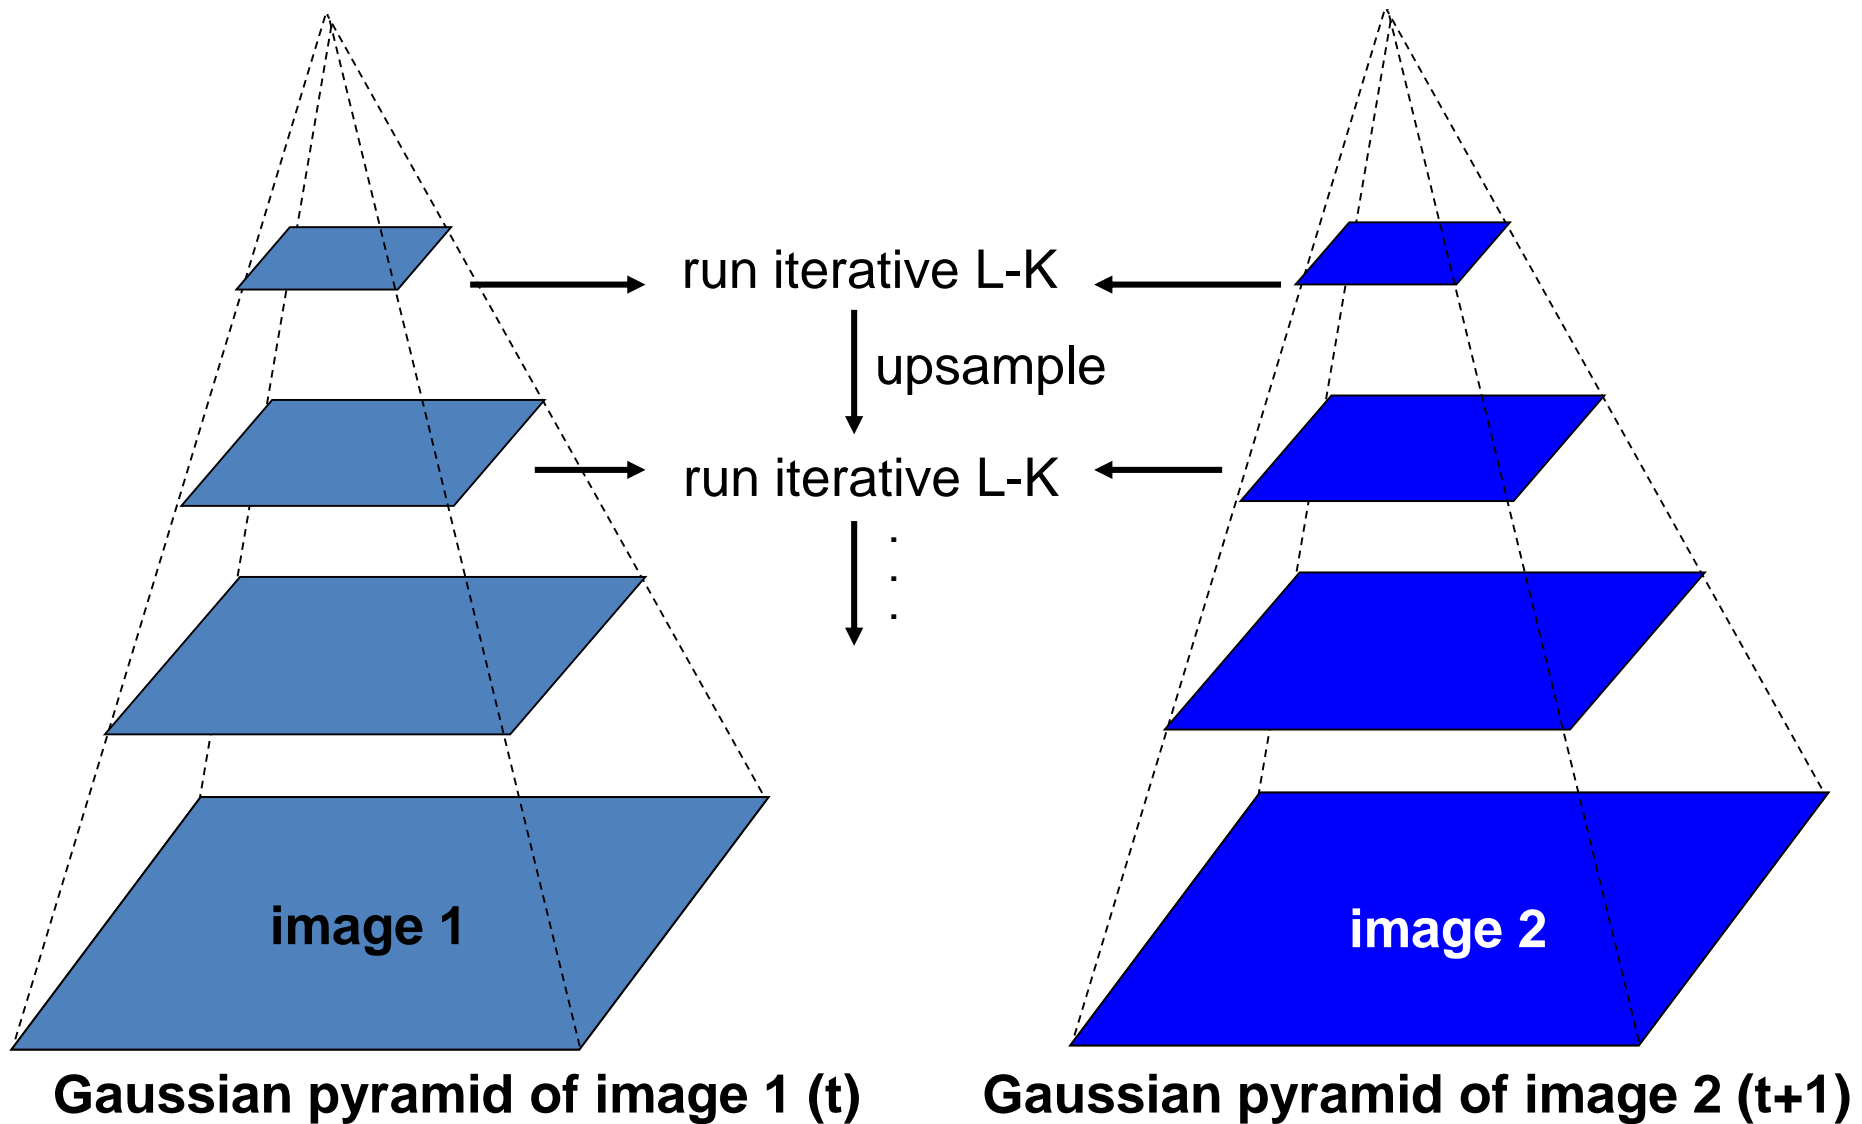 run iterative L-K
upsample
run iterative L-K
.
.
.
image 1
image 2
Gaussian pyramid of image 1 (t)
Gaussian pyramid of image 2 (t+1)